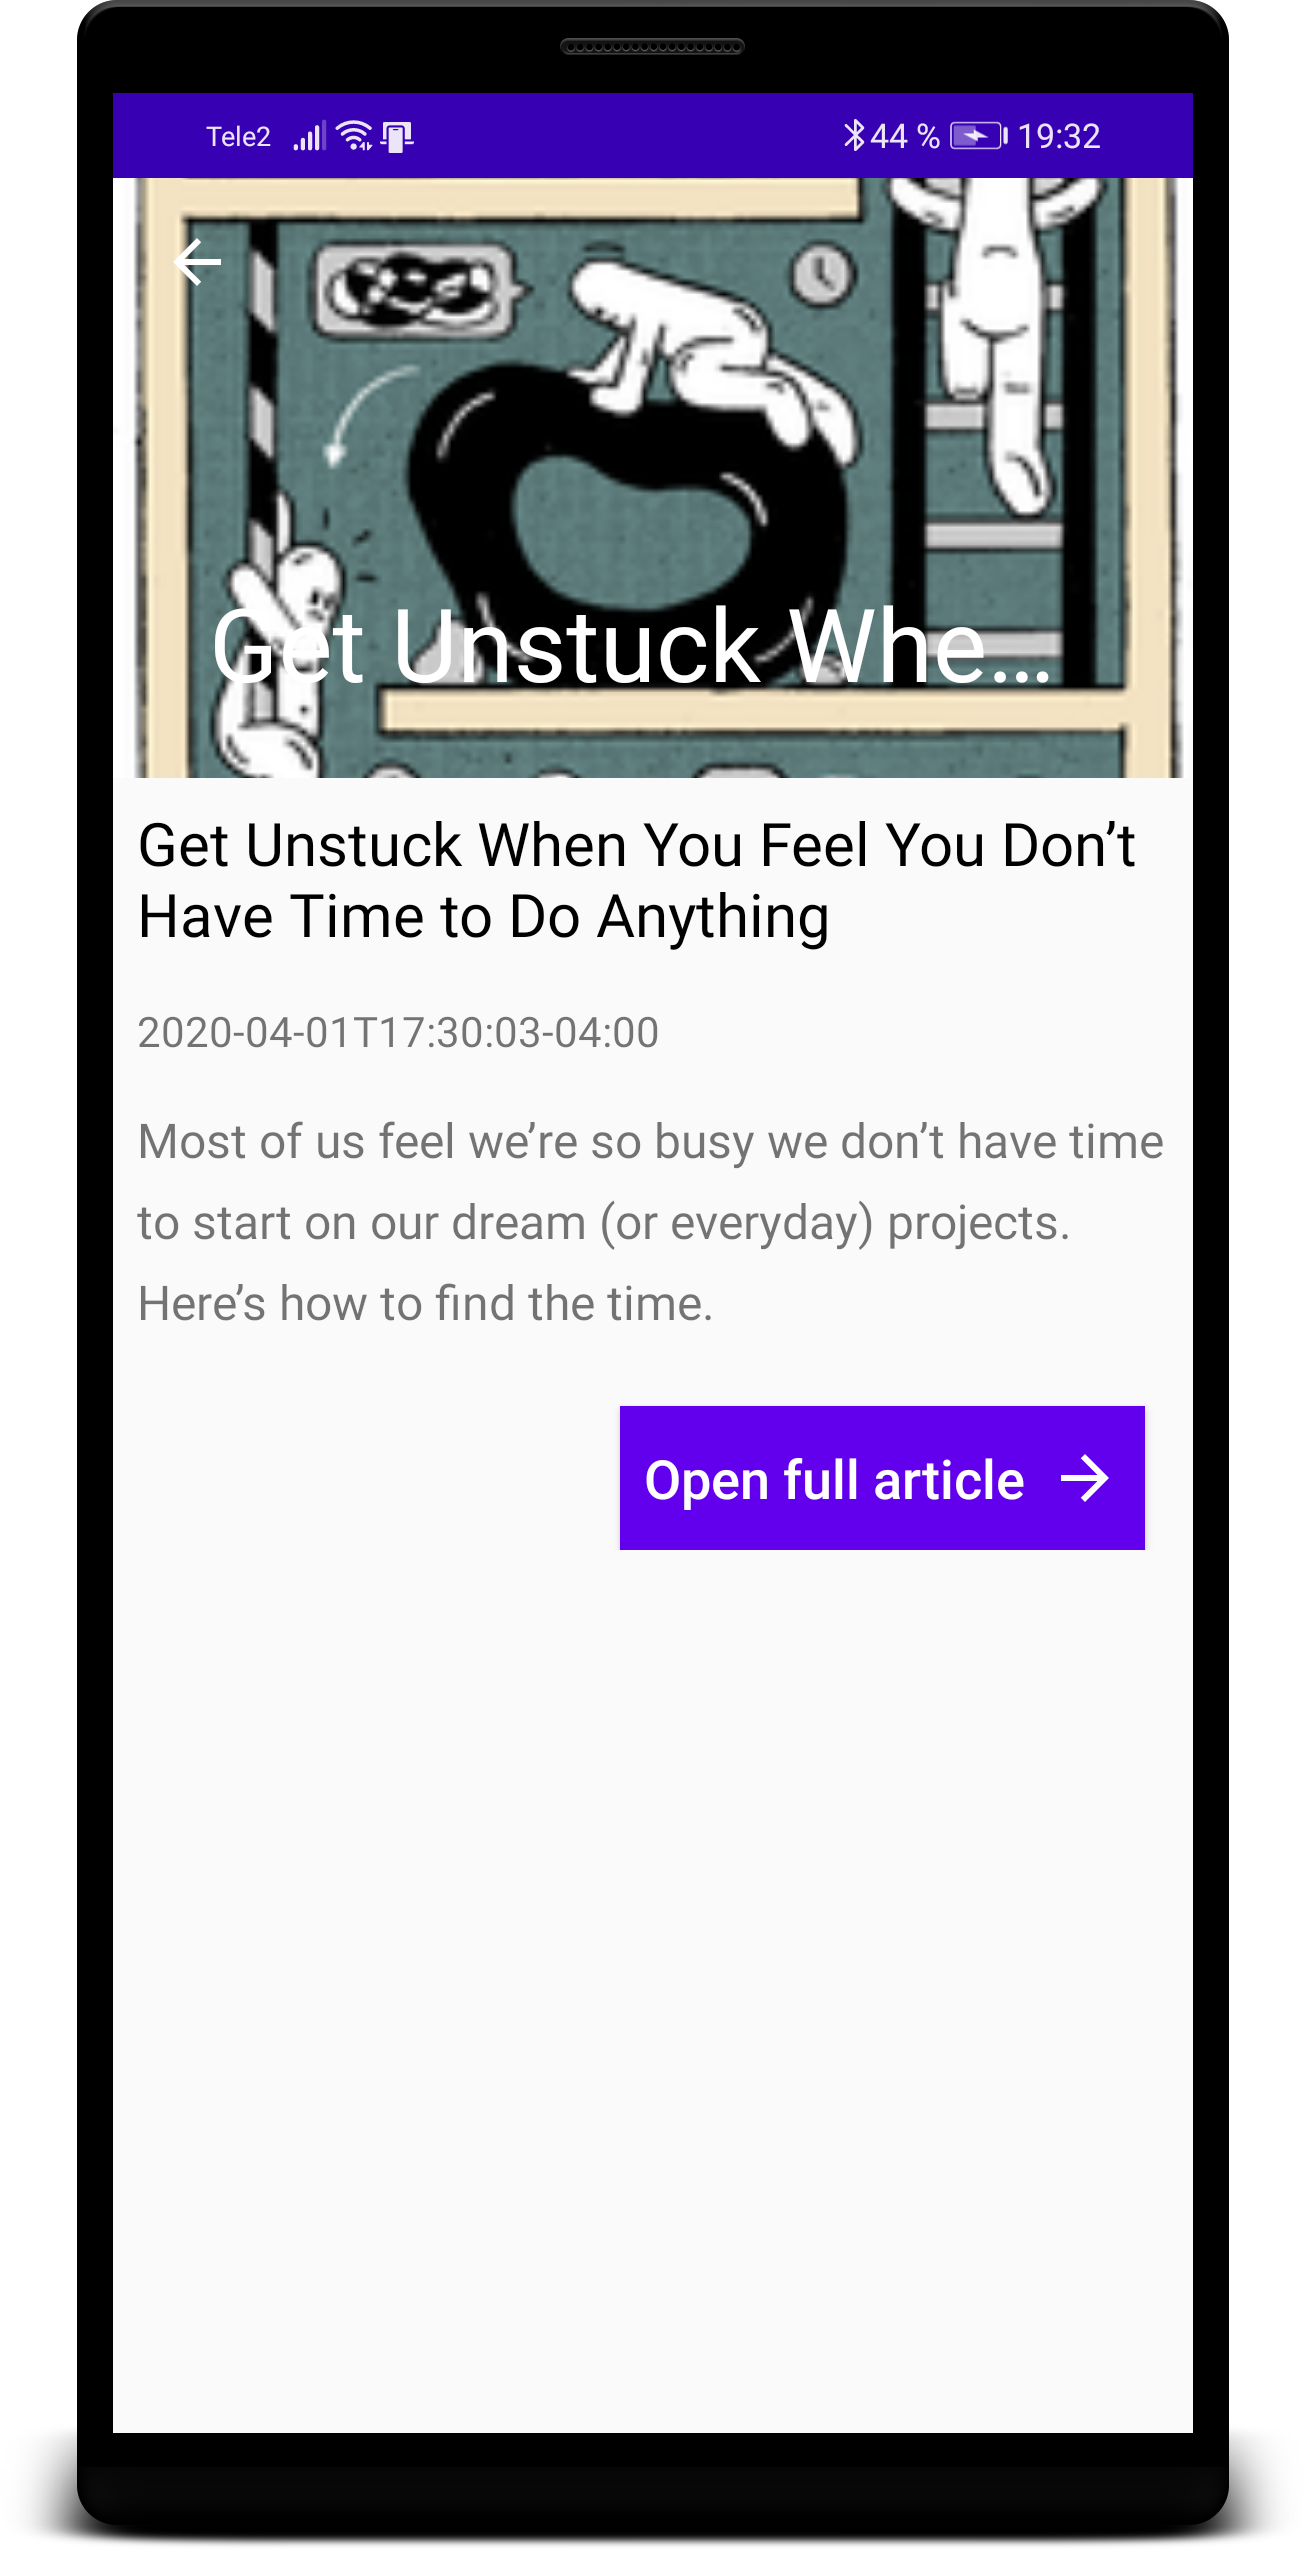 Tele2 44 % 19:32
Get Unstuck Whe...
Get Unstuck When You Feel You Don’t
Have Time to Do Anything
2020-04-01T17:30:03-04:00
Most of us feel we’re so busy we don’t have time
to start on our dream (or everyday) projects.
Here’s how to find the time.
Open full article